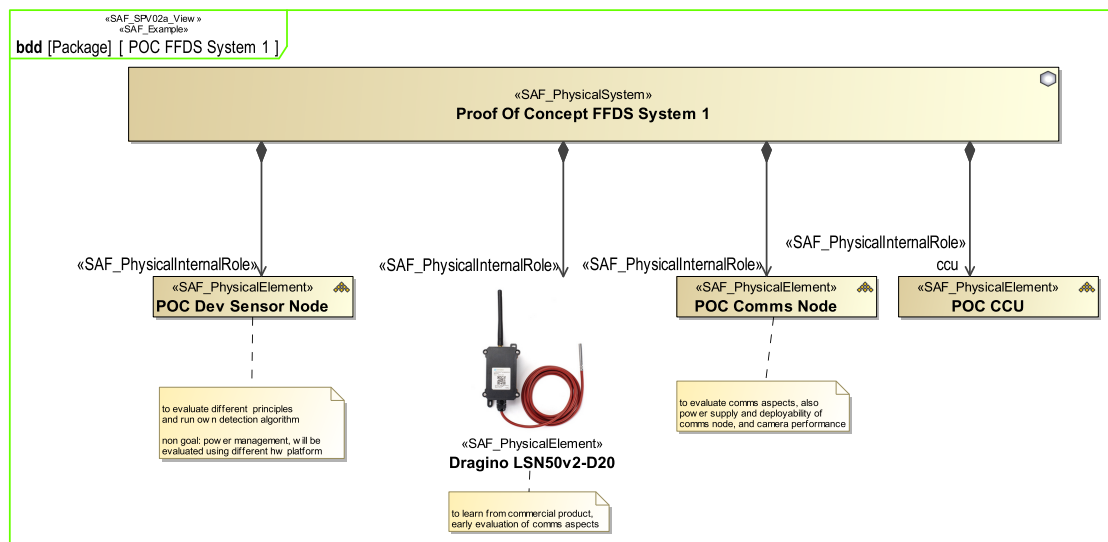 «SAF_SPV02a_View »
«SAF_Example»
bdd [Package] [ POC FFDS System 1 ]
«SAF_PhysicalSystem»
Proof Of Concept FFDS System 1
«SAF_PhysicalInternalRole»
«SAF_PhysicalInternalRole»
«SAF_PhysicalInternalRole»
«SAF_PhysicalInternalRole»
ccu
«SAF_PhysicalElement»
POC Dev Sensor Node
«SAF_PhysicalElement»
POC Comms Node
«SAF_PhysicalElement»
POC CCU
to evaluate different principles
and run own detection algorithm
non goal: power management, will be
evaluated using different hw platform
to evaluate comms aspects, also
power supply and deployability of
comms node, and camera performance
«SAF_PhysicalElement»
Dragino LSN50v2-D20
to learn from commercial product,
early evaluation of comms aspects